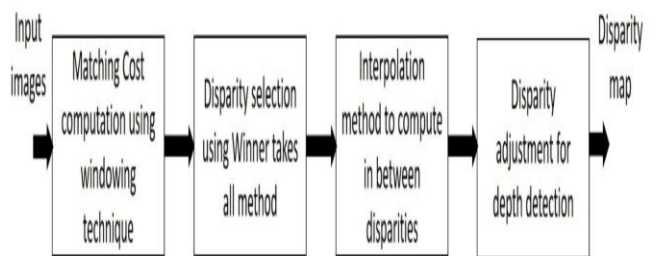 Input
images
Matching Cost
computation using
windowing
technique
Disparity selection
using Winner takes
all method
Interpolation
method to compute
in between
disparities
Disparity
adjustment for
depth detection
Disparity
map